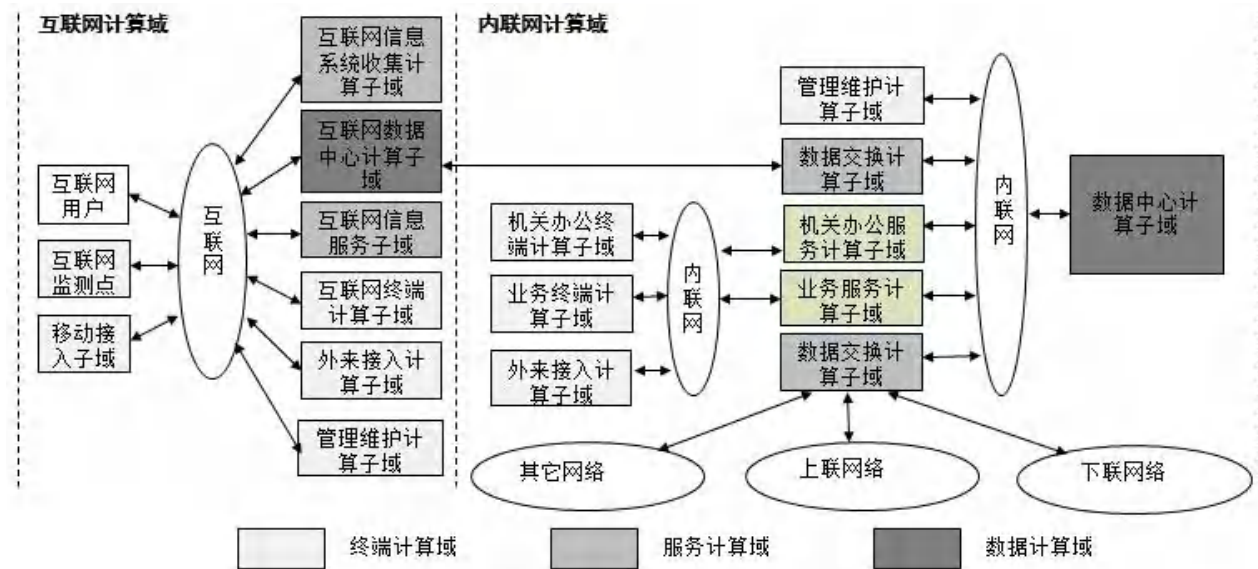 互联网计算域
内联网计算域
互联网信息
系统收集计
算子域
互联网数据
中心计算子
域
互联网信息
服务子域
互联网终端
计算子域
外来接入计
算子域
管理维护计
算子域
互联网
用户
互联网
监测点
移动接
入子域
互
联
网
管理维护计
算子域
数据交换计
算子域
机关办公服
务计算子域
业务服务计
算子域
数据交换计
算子域
机关办公终
端计算子域
业务终端计
算子域
外来接入计
算子域
内
联
网
内
联
网
数据中心计
算子域
其它网络
上联网络
下联网络
终端计算域
服务计算域
数据计算域